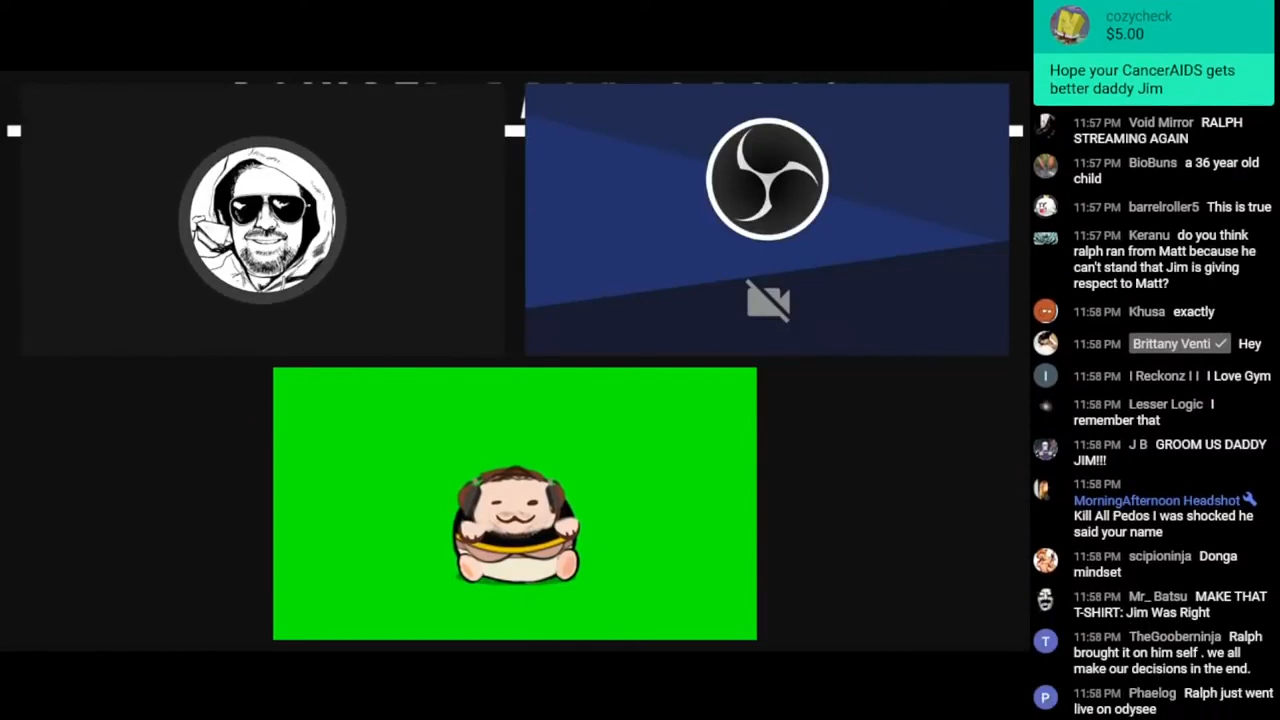 cozycheck
$5.00
Hope your CancerAIDS gets
better daddy Jim
11:57 PM Void Mirror RALPH
STREAMING AGAIN
11:57 PM BioBuns a 36 year old
child
11:57 PM barrelroller5 This is true
11:57 PM Keranu do you think
ralph ran from Matt because he
can't stand that Jim is giving
respect to Matt?
11:58 PM Khusa exactly
11:58 PM Brittany Venti ✓ Hey
11:58 PM I Reckonz I I I Love Gym
11:58 PM Lesser Logic I
remember that
11:58 PM J B GROOM US DADDY
JIM!!!
11:58 PM
MorningAfternoon Headshot
Kill All Pedos I was shocked he
said your name
11:58 PM scipioninja Donga
mindset
11:58 PM Mr_ Batsu MAKE THAT
T-SHIRT: Jim Was Right
11:58 PM TheGooberninja Ralph
brought it on him self . we all
make our decisions in the end.
11:58 PM Phaelog Ralph just went
live on odysee